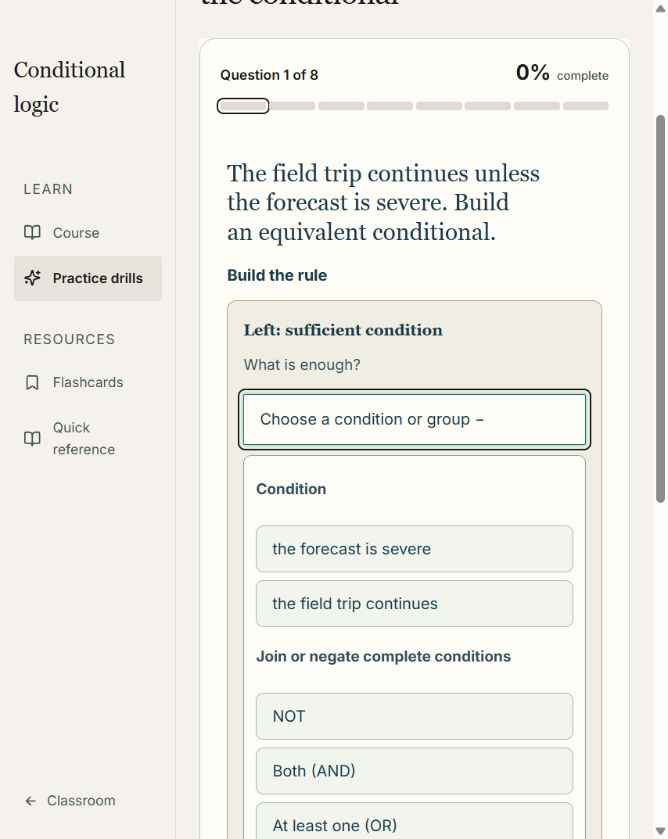 Conditional
logic
LEARN
Course
Practice drills
RESOURCES
Flashcards
Quick
reference
Classroom
the conditional
Question 1 of 8
0% complete
The field trip continues unless
the forecast is severe. Build
an equivalent conditional.
Build the rule
Left: sufficient condition
What is enough?
Choose a condition or group –
Condition
the forecast is severe
the field trip continues
Join or negate complete conditions
NOT
Both (AND)
At least one (OR)